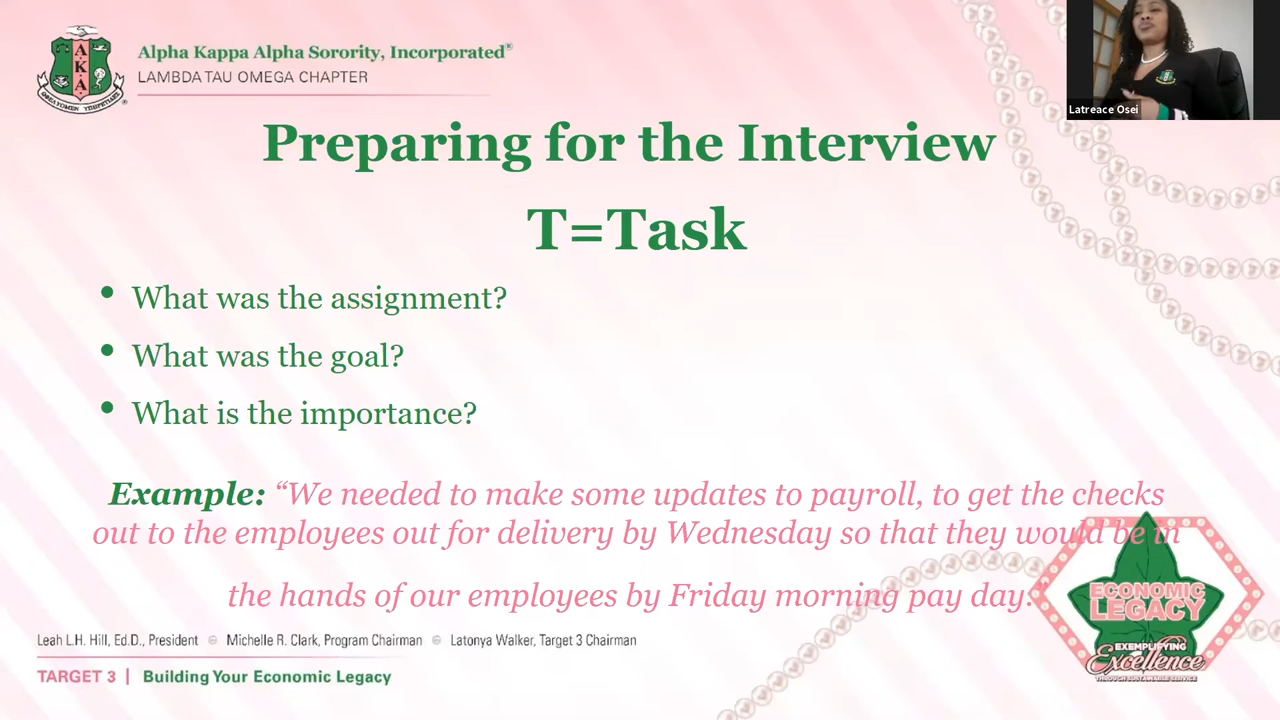 Alpha Kappa Alpha Sorority, Incorporated®
LAMBDA TAU OMEGA CHAPTER
AKA
Latreace Osei
Preparing for the Interview
T=Task
• What was the assignment?
• What was the goal?
• What is the importance?
Example: “We needed to make some updates to payroll, to get the checks
out to the employees out for delivery by Wednesday so that they would be in
the hands of our employees by Friday morning pay day.”
ECONOMIC
LEGACY
EXEMPLIFYING
Excellence
THROUGH SUSTAINABLE SERVICE
Leah L.H. Hill, Ed.D., President Michelle R. Clark, Program Chairman Latonya Walker, Target 3 Chairman
TARGET 3 | Building Your Economic Legacy